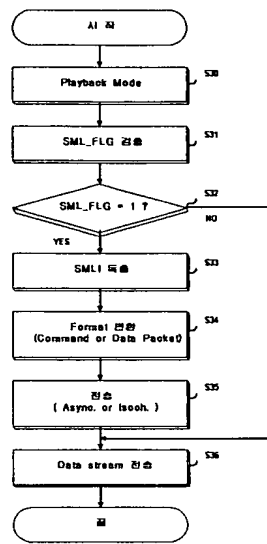 시 작
Playback Mode
S30
SML_FLG 검출
S31
SML_FLG = 1 ?
S32
NO
YES
SMLI 독출
S33
Format 변환
(Command or Data Packet)
S34
전송
( Async. or Isoch. )
S35
Data stream 전송
S36
끝